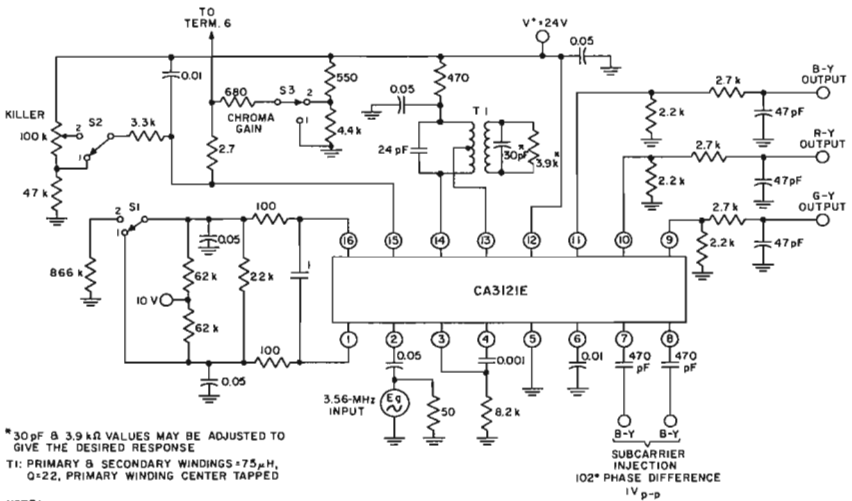 TO
TERM. 6
V⁺=24V
0.05
0.01
680
S3
2
550
0.05
470
B-Y
OUTPUT
2.7k
KILLER
100k
S2
2
1
3.3k
CHROMA
GAIN
1
4.4k
T1
2.2k
47pF
R-Y
OUTPUT
2.7k
47k
2.7
24pF
30pF
*
3.9k
*
2.2k
47pF
G-Y
OUTPUT
2.7k
2
S1
1
100
0.05
2.2k
47pF
16
15
14
13
12
11
10
9
866k
62k
22k
10V
62k
CA3121E
100
0.05
1
2
3
4
5
6
7
8
0.05
0.001
0.01
470
pF
470
pF
3.56-MHz
INPUT
Eg
50
8.2k
B-Y
B-Y
SUBCARRIER
INJECTION
102° PHASE DIFFERENCE
1Vp-p
*30pF & 3.9kΩ VALUES MAY BE ADJUSTED TO
GIVE THE DESIRED RESPONSE
T1: PRIMARY & SECONDARY WINDINGS=75μH,
Q=22, PRIMARY WINDING CENTER TAPPED